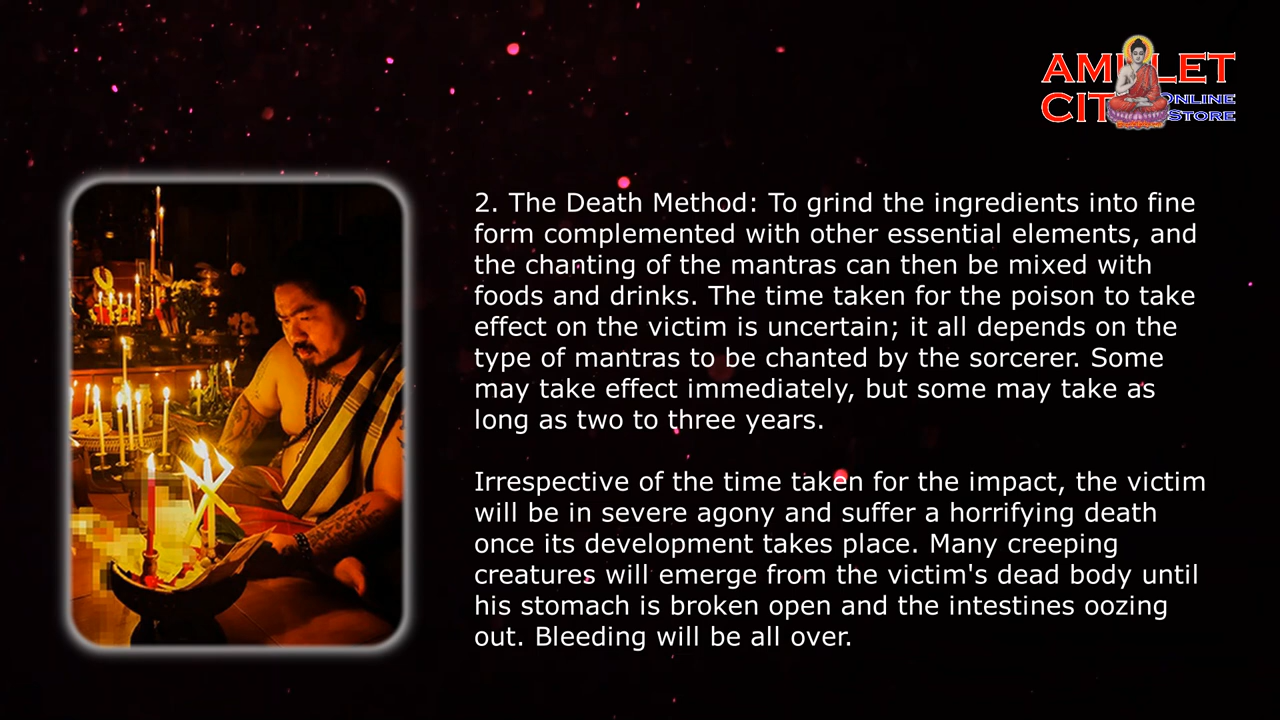 AMULET
CITY ONLINE
STORE
2. The Death Method: To grind the ingredients into fine
form complemented with other essential elements, and
the chanting of the mantras can then be mixed with
foods and drinks. The time taken for the poison to take
effect on the victim is uncertain; it all depends on the
type of mantras to be chanted by the sorcerer. Some
may take effect immediately, but some may take as
long as two to three years.
Irrespective of the time taken for the impact, the victim
will be in severe agony and suffer a horrifying death
once its development takes place. Many creeping
creatures will emerge from the victim's dead body until
his stomach is broken open and the intestines oozing
out. Bleeding will be all over.